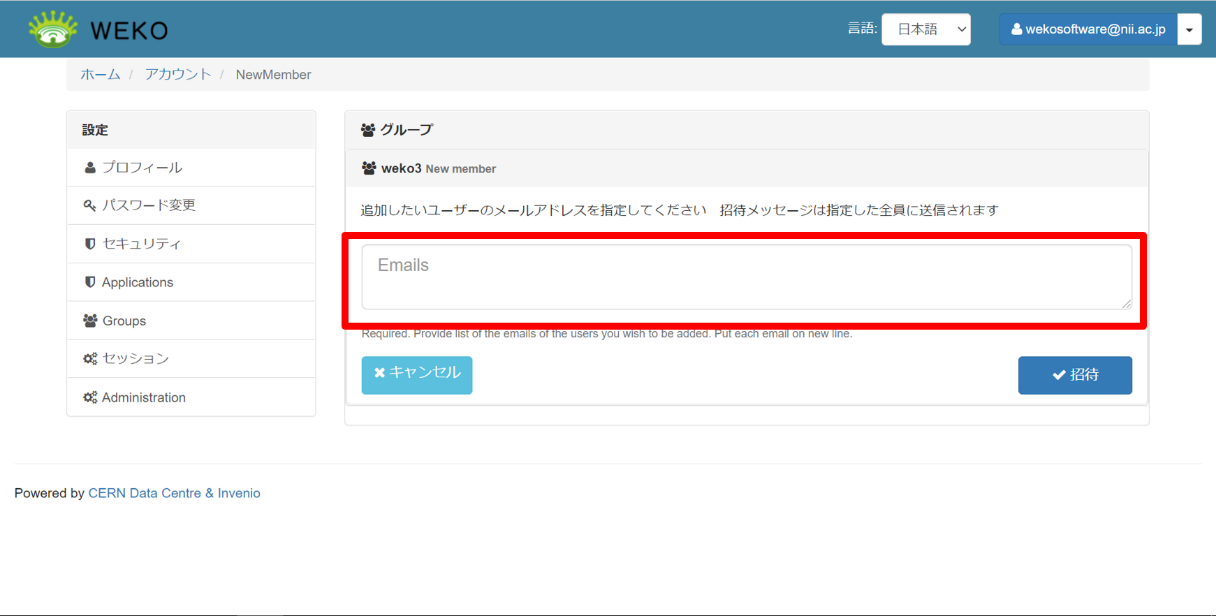 WEKO
言語: 日本語 wekosoftware@nii.ac.jp
ホーム / アカウント / NewMember
設定
プロフィール
パスワード変更
セキュリティ
Applications
Groups
セッション
Administration
グループ
weko3 New member
追加したいユーザーのメールアドレスを指定してください　招待メッセージは指定した全員に送信されます
Emails
Required. Provide list of the emails of the users you wish to be added. Put each email on new line.
キャンセル 招待
Powered by CERN Data Centre & Invenio